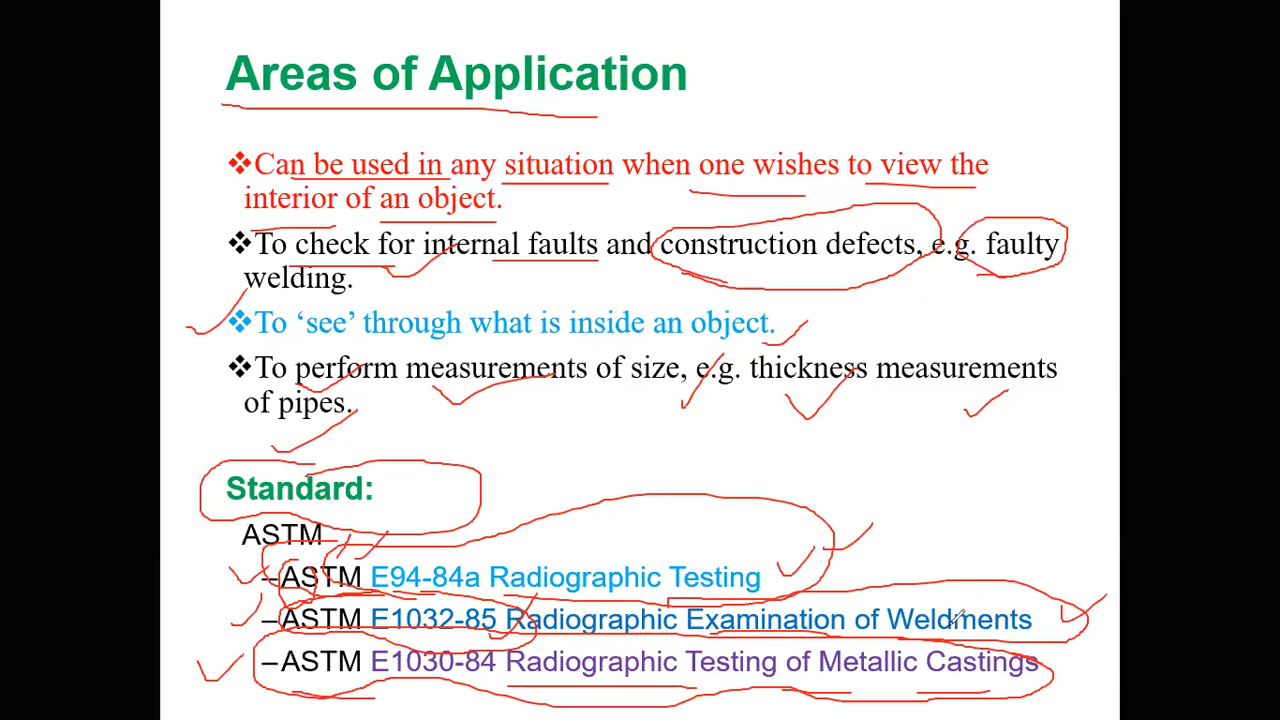 Areas of Application
❖Can be used in any situation when one wishes to view the
interior of an object.
❖To check for internal faults and construction defects, e.g. faulty
welding.
❖To ‘see’ through what is inside an object.
❖To perform measurements of size, e.g. thickness measurements
of pipes.
Standard:
ASTM
–ASTM E94-84a Radiographic Testing
–ASTM E1032-85 Radiographic Examination of Weldments
–ASTM E1030-84 Radiographic Testing of Metallic Castings